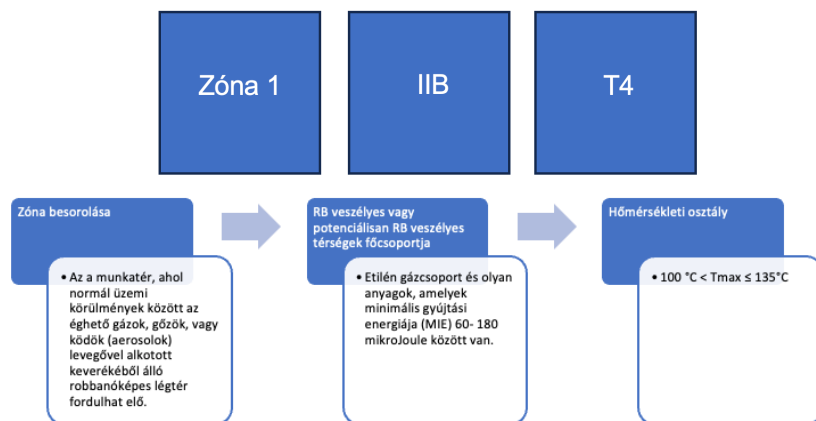 Zóna 1
IIB
T4
Zóna besorolása
• Az a munkatér, ahol
normál üzemi
körülmények között az
éghető gázok, gőzök, vagy
ködök (aerosolok)
levegővel alkotott
keverékéből álló
robbanóképes légtér
fordulhat elő.
RB veszélyes vagy
potenciálisan RB veszélyes
térségek főcsoportja
• Etilén gázcsoport és olyan
anyagok, amelyek
minimális gyújtási
energiája (MIE) 60- 180
mikroJoule között van.
Hőmérsékleti osztály
• 100 °C < Tmax ≤ 135°C